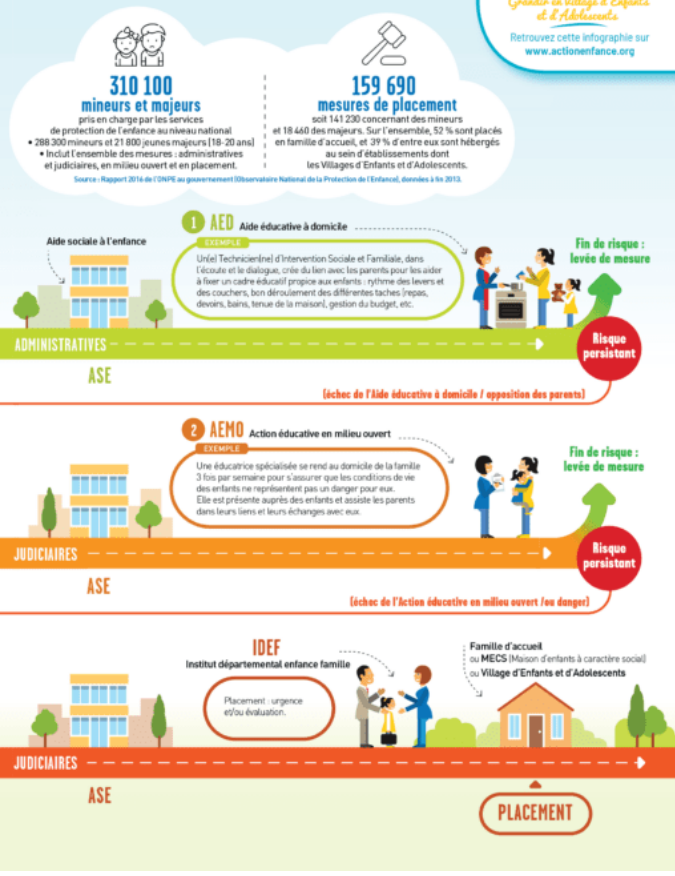 Grandir en Village d'Enfants
et d'Adolescents
Retrouvez cette infographie sur
www.actionenfance.org
310 100
mineurs et majeurs
pris en charge par les services
de protection de l'enfance au niveau national
• 288 300 mineurs et 21 800 jeunes majeurs (18-20 ans)
• Inclut l'ensemble des mesures : administratives
et judiciaires, en milieu ouvert et en placement.
159 690
mesures de placement
soit 141 230 concernant des mineurs
et 18 460 des majeurs. Sur l'ensemble, 52 % sont placés
en famille d'accueil, et 39 % d'entre eux sont hébergés
au sein d'établissements dont
les Villages d'Enfants et d'Adolescents.
Source : Rapport 2016 de l'ONPE au gouvernement (Observatoire National de la Protection de l'Enfance), données à fin 2013.
1 AED Aide éducative à domicile
Aide sociale à l'enfance
EXEMPLE
Un(e) Technicien(ne) d'Intervention Sociale et Familiale, dans
l'écoute et le dialogue, crée du lien avec les parents pour les aider
à fixer un cadre éducatif propice aux enfants : rythme des levers et
des couchers, bon déroulement des différentes taches (repas,
devoirs, bains, tenue de la maison), gestion du budget, etc.
Fin de risque :
levée de mesure
ADMINISTRATIVES
Risque
persistant
ASE
(échec de l'Aide éducative à domicile / opposition des parents)
2 AEMO Action éducative en milieu ouvert
EXEMPLE
Une éducatrice spécialisée se rend au domicile de la famille
3 fois par semaine pour s'assurer que les conditions de vie
des enfants ne représentent pas un danger pour eux.
Elle est présente auprès des enfants et assiste les parents
dans leurs liens et leurs échanges avec eux.
Fin de risque :
levée de mesure
JUDICIAIRES
Risque
persistant
ASE
(échec de l'Action éducative en milieu ouvert /ou danger)
IDEF
Institut départemental enfance famille
Placement : urgence
et/ou évaluation.
Famille d'accueil
ou MECS (Maison d'enfants à caractère social)
ou Village d'Enfants et d'Adolescents
JUDICIAIRES
ASE
PLACEMENT